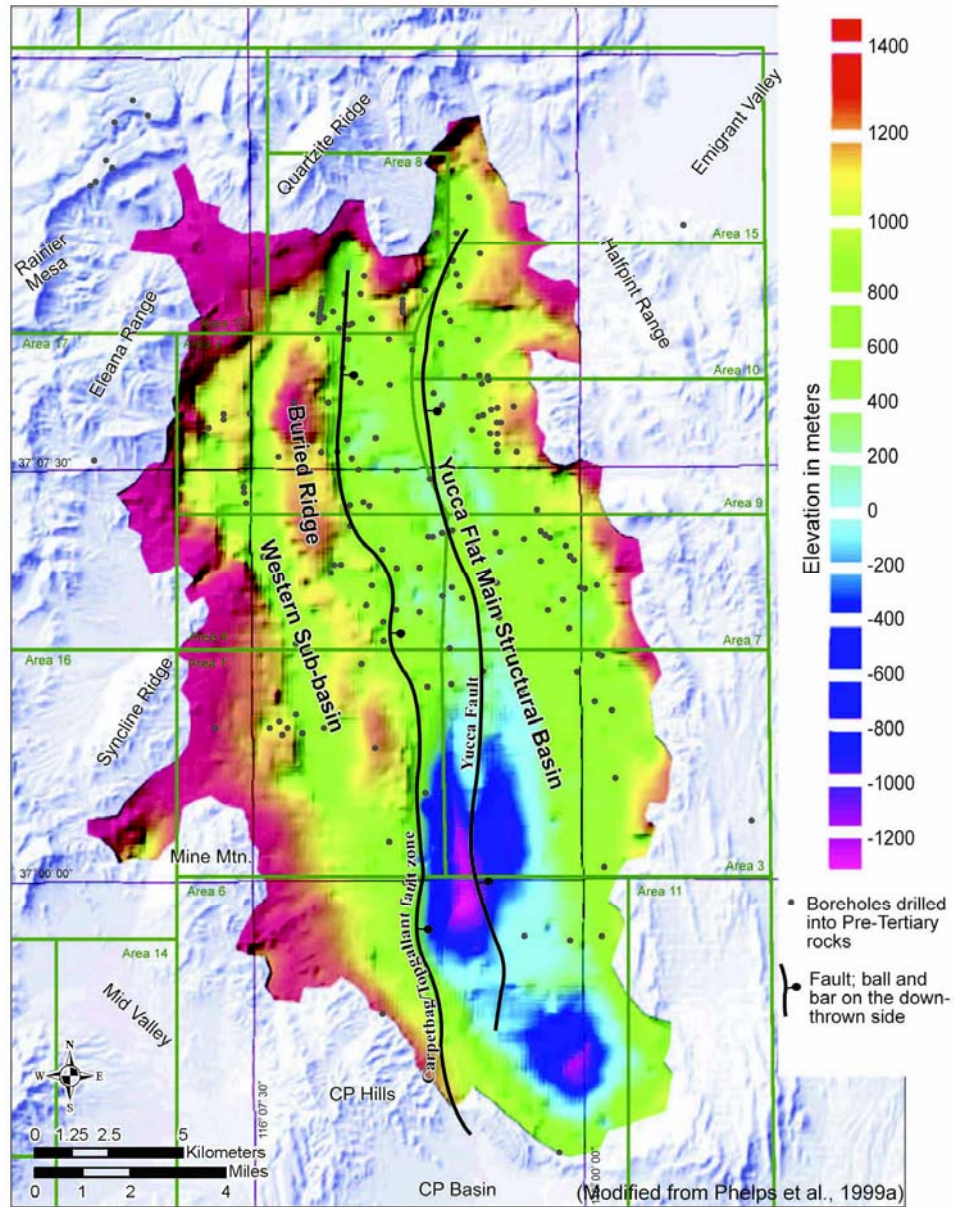 1400
1200
1000
800
600
400
200
0
-200
-400
-600
-800
-1000
-1200
Elevation in meters
Emigrant Valley
Quartzite Ridge
Area 8
Area 15
Rainier
Mesa
Halfpint Range
Eleana Range
Area 17
Area 10
Buried Ridge
37° 07' 30"
Yucca Flat Main Structural Basin
Area 9
Western Sub-basin
Area 7
Area 16
Area 1
Syncline Ridge
Yucca Fault
Carpetbag/Topgallant fault zone
Mine Mtn.
37° 00' 00"
Area 3
Area 6
Area 11
Boreholes drilled
into Pre-Tertiary
rocks
Area 14
Fault; ball and
bar on the down-
thrown side
Mid Valley
N
W
E
S
CP Hills
116° 07' 30"
0 1.25 2.5 5
Kilometers
Miles
0 1 2 4
CP Basin
(Modified from Phelps et al., 1999a)